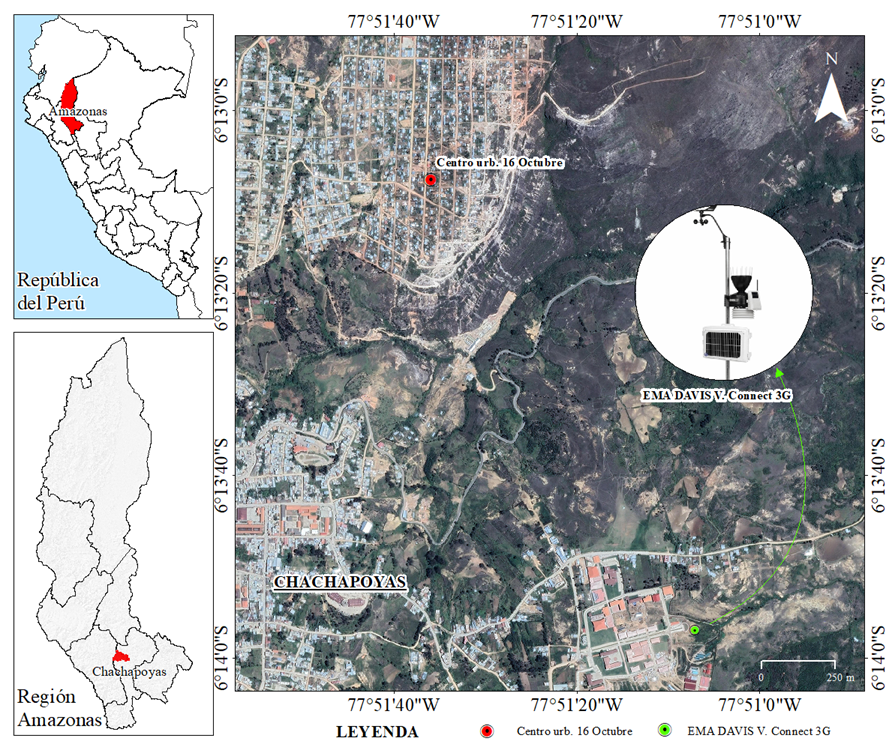 Amazonas
República
del Perú
Chachapoyas
Región
Amazonas
77°51'40"W
77°51'20"W
77°51'0"W
6°13'0"S
6°13'20"S
6°13'40"S
6°14'0"S
N
Centro urb. 16 Octubre
EMA DAVIS V. Connect 3G
CHACHAPOYAS
0
250 m
6°13'0"S
6°13'20"S
6°13'40"S
6°14'0"S
77°51'40"W
77°51'20"W
77°51'0"W
LEYENDA
Centro urb. 16 Octubre
EMA DAVIS V. Connect 3G